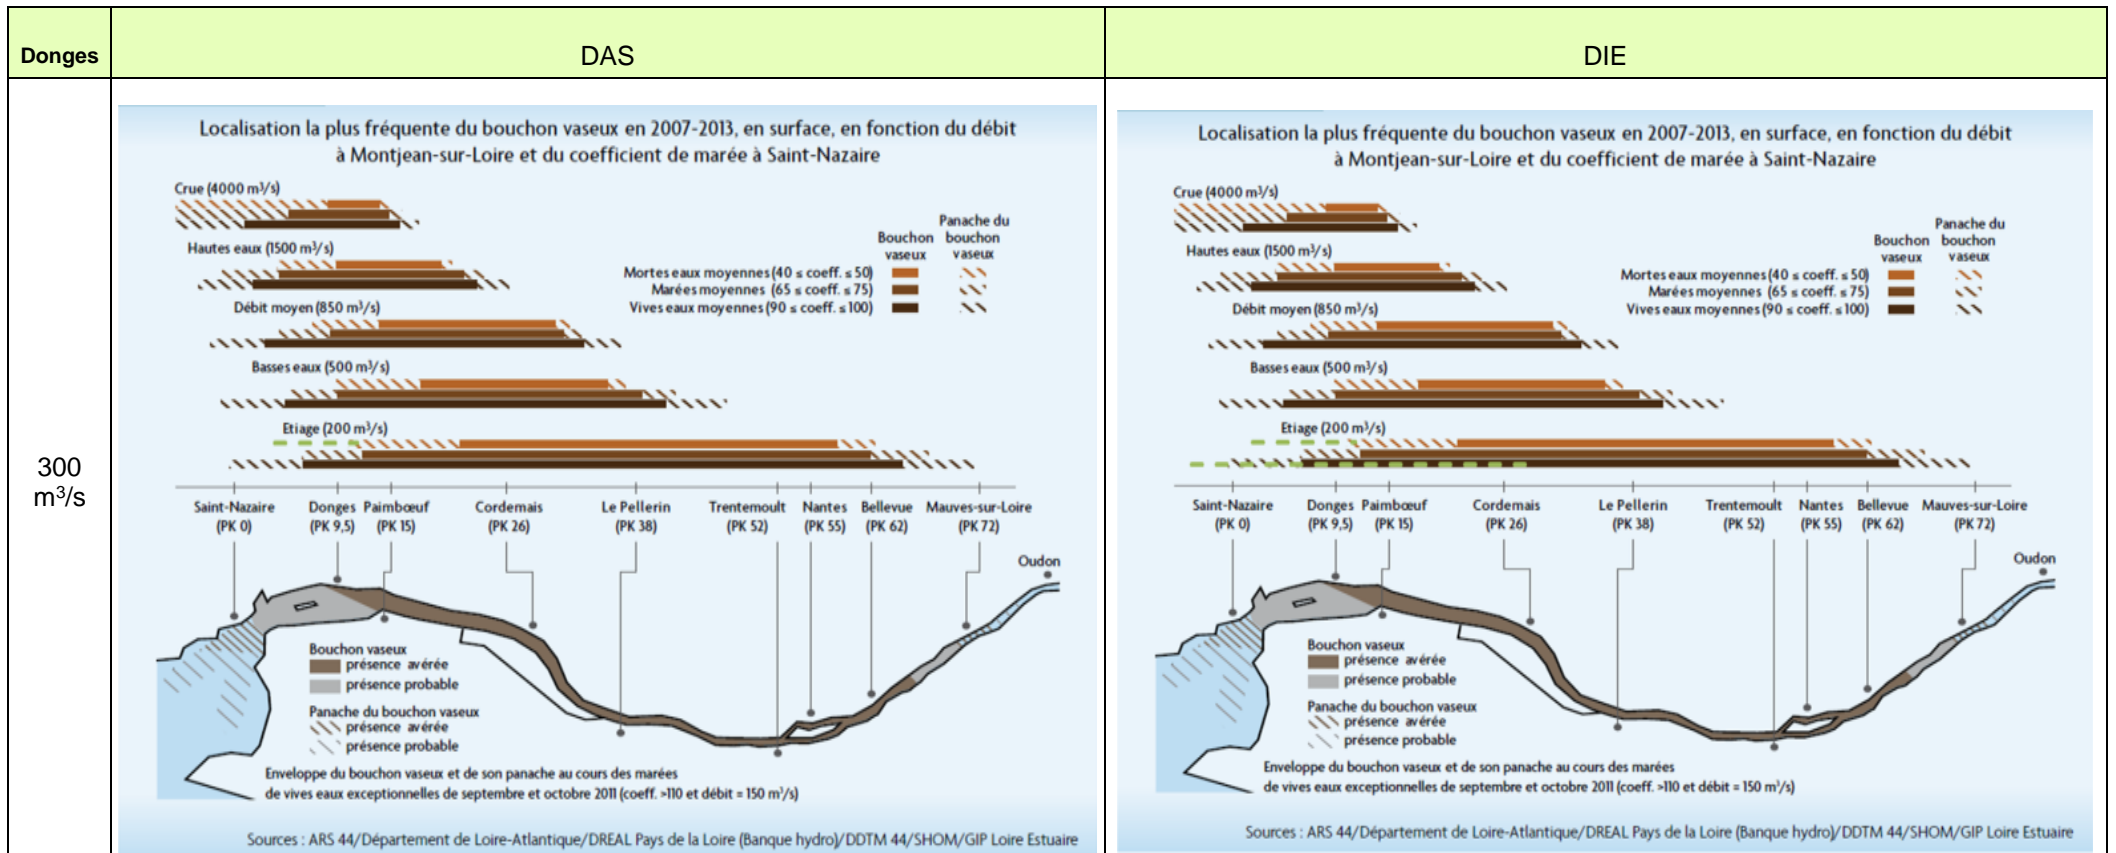 Donges
DAS
DIE
300
m³/s
Localisation la plus fréquente du bouchon vaseux en 2007-2013, en surface, en fonction du débit
à Montjean-sur-Loire et du coefficient de marée à Saint-Nazaire
Crue (4000 m³/s)
Hautes eaux (1500 m³/s)
Débit moyen (850 m³/s)
Basses eaux (500 m³/s)
Etiage (200 m³/s)
Bouchon
vaseux
Panache du
bouchon
vaseux
Mortes eaux moyennes (40 ≤ coeff. ≤ 50)
Marées moyennes (65 ≤ coeff. ≤ 75)
Vives eaux moyennes (90 ≤ coeff. ≤ 100)
Saint-Nazaire
(PK 0)
Donges
(PK 9,5)
Paimbœuf
(PK 15)
Cordemais
(PK 26)
Le Pellerin
(PK 38)
Trentemoult
(PK 52)
Nantes
(PK 55)
Bellevue
(PK 62)
Mauves-sur-Loire
(PK 72)
Oudon
Bouchon vaseux
présence avérée
présence probable
Panache du bouchon vaseux
présence avérée
présence probable
Enveloppe du bouchon vaseux et de son panache au cours des marées
de vives eaux exceptionnelles de septembre et octobre 2011 (coeff. >110 et débit = 150 m³/s)
Sources : ARS 44/Département de Loire-Atlantique/DREAL Pays de la Loire (Banque hydro)/DDTM 44/SHOM/GIP Loire Estuaire
Localisation la plus fréquente du bouchon vaseux en 2007-2013, en surface, en fonction du débit
à Montjean-sur-Loire et du coefficient de marée à Saint-Nazaire
Crue (4000 m³/s)
Hautes eaux (1500 m³/s)
Débit moyen (850 m³/s)
Basses eaux (500 m³/s)
Etiage (200 m³/s)
Bouchon
vaseux
Panache du
bouchon
vaseux
Mortes eaux moyennes (40 ≤ coeff. ≤ 50)
Marées moyennes (65 ≤ coeff. ≤ 75)
Vives eaux moyennes (90 ≤ coeff. ≤ 100)
Saint-Nazaire
(PK 0)
Donges
(PK 9,5)
Paimbœuf
(PK 15)
Cordemais
(PK 26)
Le Pellerin
(PK 38)
Trentemoult
(PK 52)
Nantes
(PK 55)
Bellevue
(PK 62)
Mauves-sur-Loire
(PK 72)
Oudon
Bouchon vaseux
présence avérée
présence probable
Panache du bouchon vaseux
présence avérée
présence probable
Enveloppe du bouchon vaseux et de son panache au cours des marées
de vives eaux exceptionnelles de septembre et octobre 2011 (coeff. >110 et débit = 150 m³/s)
Sources : ARS 44/Département de Loire-Atlantique/DREAL Pays de la Loire (Banque hydro)/DDTM 44/SHOM/GIP Loire Estuaire